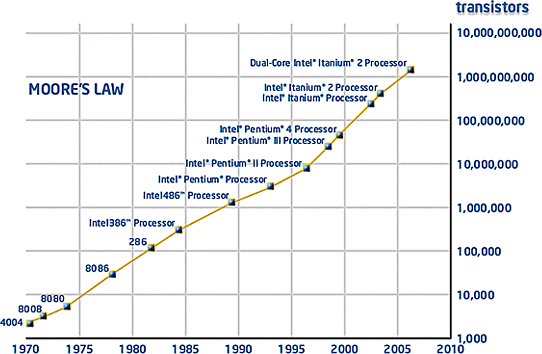 transistors
10,000,000,000
Dual-Core Intel® Itanium® 2 Processor
1,000,000,000
MOORE'S LAW
Intel® Itanium® 2 Processor
Intel® Itanium® Processor
100,000,000
Intel® Pentium® 4 Processor
Intel® Pentium® III Processor
10,000,000
Intel® Pentium® II Processor
Intel® Pentium® Processor
Intel486™ Processor
1,000,000
Intel386™ Processor
286
100,000
8086
8080
10,000
8008
4004
1,000
1970 1975 1980 1985 1990 1995 2000 2005 2010